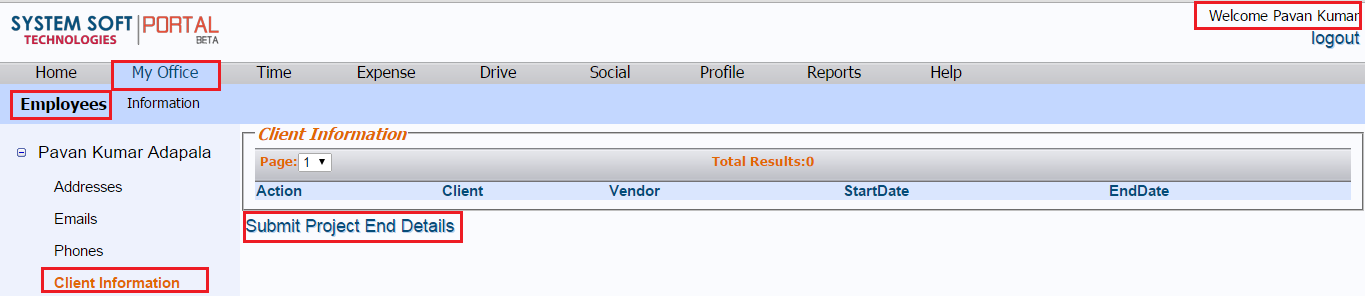 SYSTEM SOFT TECHNOLOGIES PORTAL BETA
Welcome Pavan Kumar
logout
Home My Office Time Expense Drive Social Profile Reports Help
Employees Information
Pavan Kumar Adapala
Addresses
Emails
Phones
Client Information
Client Information
Page: 1 Total Results:0
Action Client Vendor StartDate EndDate
Submit Project End Details